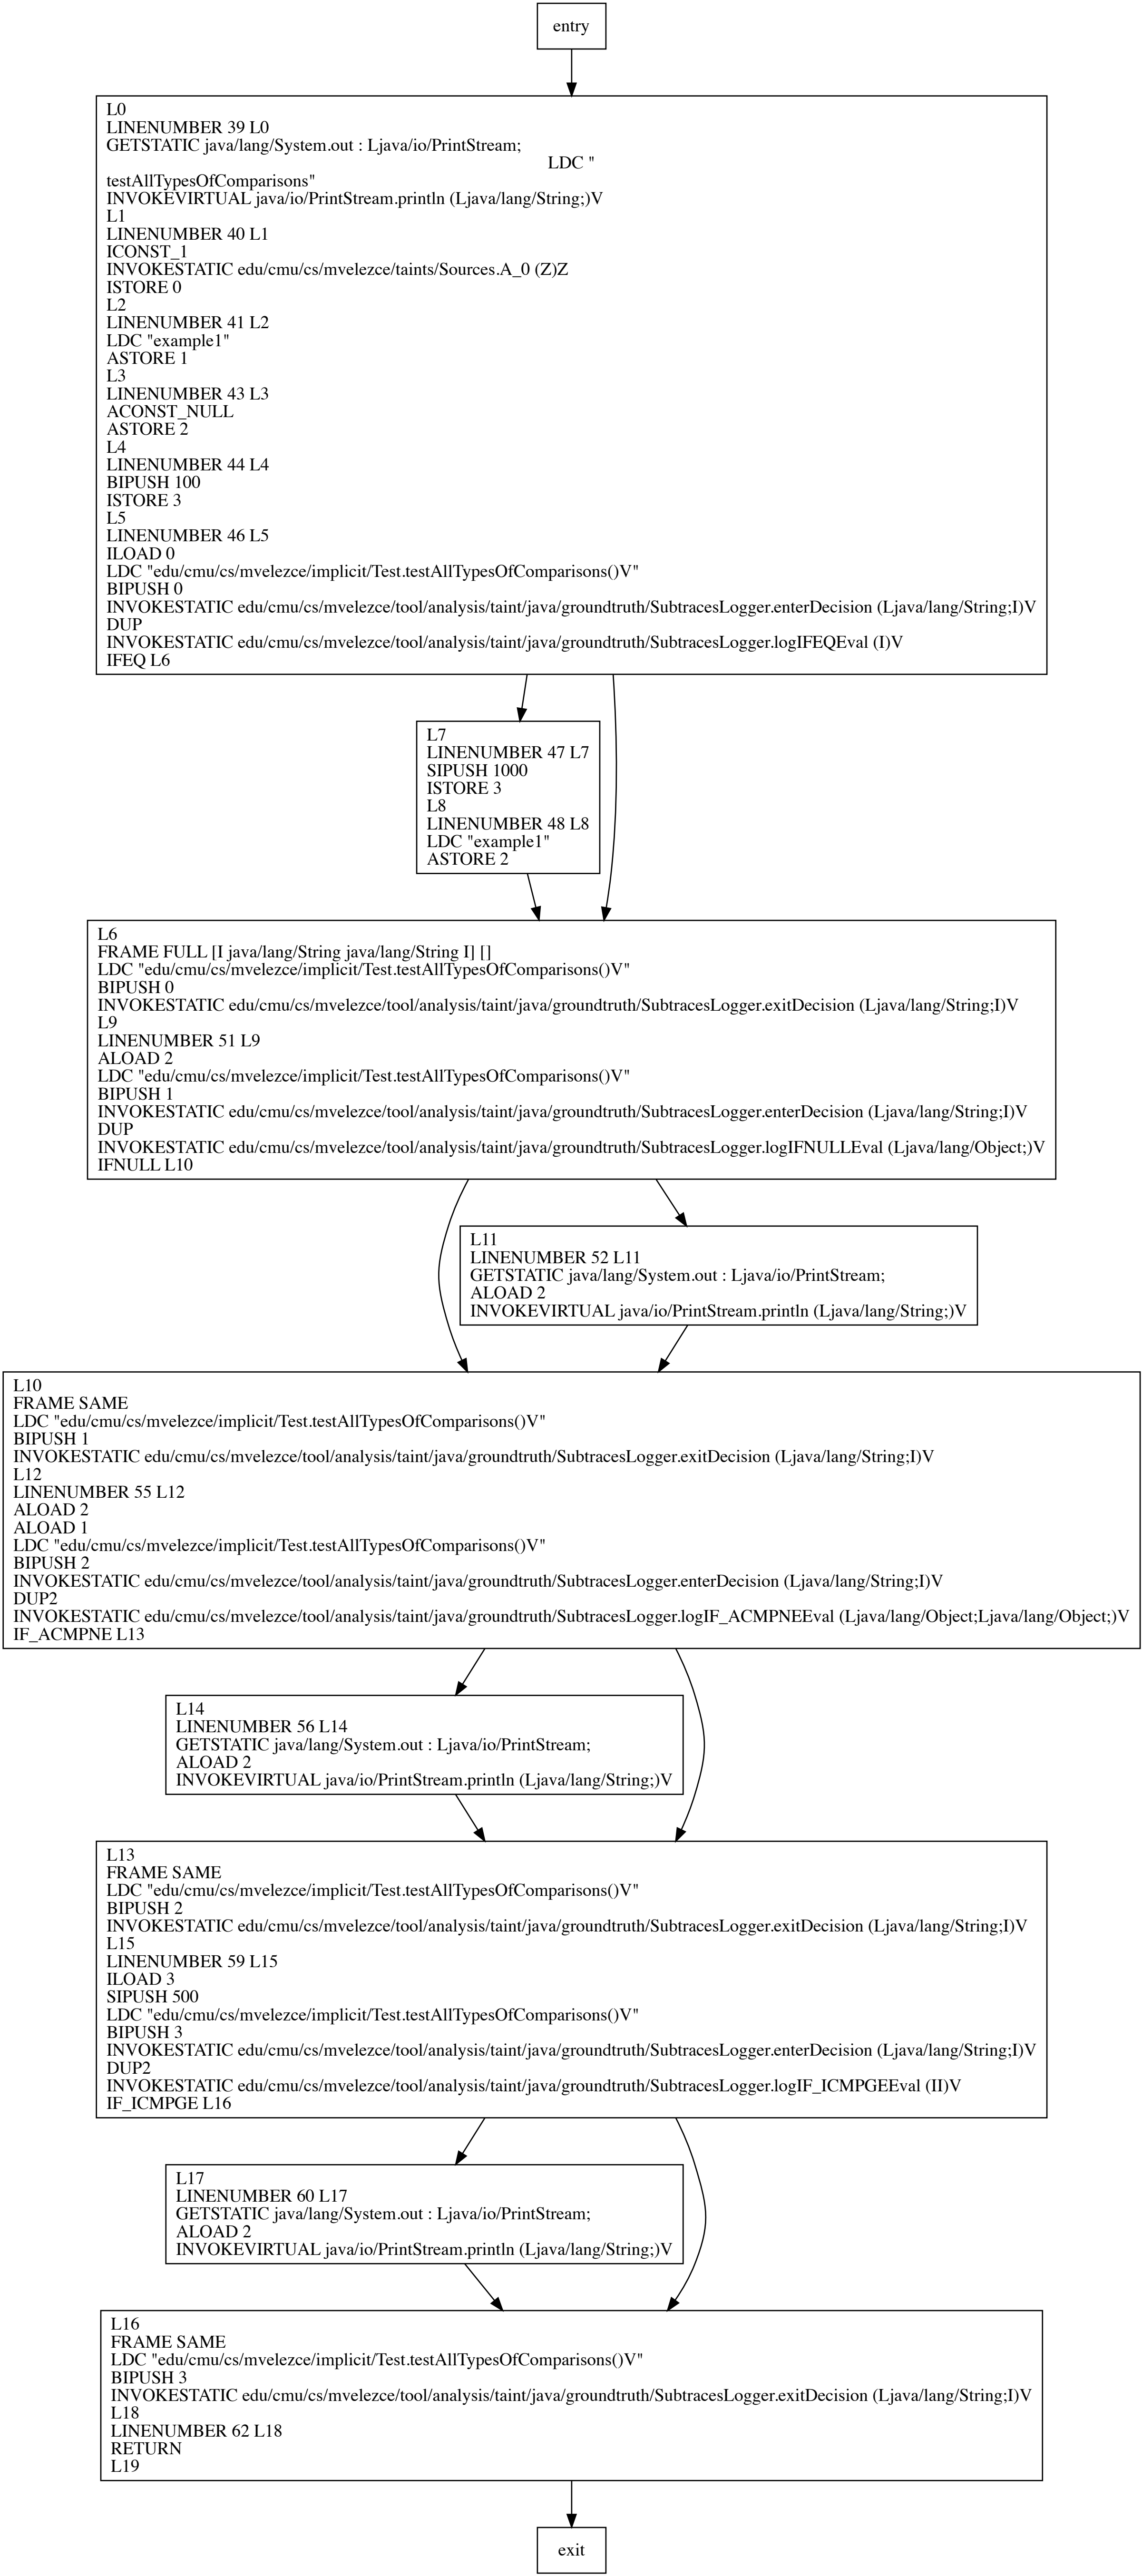 entry
L0
LINENUMBER 39 L0
GETSTATIC java/lang/System.out : Ljava/io/PrintStream;
LDC "
testAllTypesOfComparisons"
INVOKEVIRTUAL java/io/PrintStream.println (Ljava/lang/String;)V
L1
LINENUMBER 40 L1
ICONST_1
INVOKESTATIC edu/cmu/cs/mvelezce/taints/Sources.A_0 (Z)Z
ISTORE 0
L2
LINENUMBER 41 L2
LDC "example1"
ASTORE 1
L3
LINENUMBER 43 L3
ACONST_NULL
ASTORE 2
L4
LINENUMBER 44 L4
BIPUSH 100
ISTORE 3
L5
LINENUMBER 46 L5
ILOAD 0
LDC "edu/cmu/cs/mvelezce/implicit/Test.testAllTypesOfComparisons()V"
BIPUSH 0
INVOKESTATIC edu/cmu/cs/mvelezce/tool/analysis/taint/java/groundtruth/SubtracesLogger.enterDecision (Ljava/lang/String;I)V
DUP
INVOKESTATIC edu/cmu/cs/mvelezce/tool/analysis/taint/java/groundtruth/SubtracesLogger.logIFEQEval (I)V
IFEQ L6
L7
LINENUMBER 47 L7
SIPUSH 1000
ISTORE 3
L8
LINENUMBER 48 L8
LDC "example1"
ASTORE 2
L6
FRAME FULL [I java/lang/String java/lang/String I] []
LDC "edu/cmu/cs/mvelezce/implicit/Test.testAllTypesOfComparisons()V"
BIPUSH 0
INVOKESTATIC edu/cmu/cs/mvelezce/tool/analysis/taint/java/groundtruth/SubtracesLogger.exitDecision (Ljava/lang/String;I)V
L9
LINENUMBER 51 L9
ALOAD 2
LDC "edu/cmu/cs/mvelezce/implicit/Test.testAllTypesOfComparisons()V"
BIPUSH 1
INVOKESTATIC edu/cmu/cs/mvelezce/tool/analysis/taint/java/groundtruth/SubtracesLogger.enterDecision (Ljava/lang/String;I)V
DUP
INVOKESTATIC edu/cmu/cs/mvelezce/tool/analysis/taint/java/groundtruth/SubtracesLogger.logIFNULLEval (Ljava/lang/Object;)V
IFNULL L10
L11
LINENUMBER 52 L11
GETSTATIC java/lang/System.out : Ljava/io/PrintStream;
ALOAD 2
INVOKEVIRTUAL java/io/PrintStream.println (Ljava/lang/String;)V
L10
FRAME SAME
LDC "edu/cmu/cs/mvelezce/implicit/Test.testAllTypesOfComparisons()V"
BIPUSH 1
INVOKESTATIC edu/cmu/cs/mvelezce/tool/analysis/taint/java/groundtruth/SubtracesLogger.exitDecision (Ljava/lang/String;I)V
L12
LINENUMBER 55 L12
ALOAD 2
ALOAD 1
LDC "edu/cmu/cs/mvelezce/implicit/Test.testAllTypesOfComparisons()V"
BIPUSH 2
INVOKESTATIC edu/cmu/cs/mvelezce/tool/analysis/taint/java/groundtruth/SubtracesLogger.enterDecision (Ljava/lang/String;I)V
DUP2
INVOKESTATIC edu/cmu/cs/mvelezce/tool/analysis/taint/java/groundtruth/SubtracesLogger.logIF_ACMPNEEval (Ljava/lang/Object;Ljava/lang/Object;)V
IF_ACMPNE L13
L14
LINENUMBER 56 L14
GETSTATIC java/lang/System.out : Ljava/io/PrintStream;
ALOAD 2
INVOKEVIRTUAL java/io/PrintStream.println (Ljava/lang/String;)V
L13
FRAME SAME
LDC "edu/cmu/cs/mvelezce/implicit/Test.testAllTypesOfComparisons()V"
BIPUSH 2
INVOKESTATIC edu/cmu/cs/mvelezce/tool/analysis/taint/java/groundtruth/SubtracesLogger.exitDecision (Ljava/lang/String;I)V
L15
LINENUMBER 59 L15
ILOAD 3
SIPUSH 500
LDC "edu/cmu/cs/mvelezce/implicit/Test.testAllTypesOfComparisons()V"
BIPUSH 3
INVOKESTATIC edu/cmu/cs/mvelezce/tool/analysis/taint/java/groundtruth/SubtracesLogger.enterDecision (Ljava/lang/String;I)V
DUP2
INVOKESTATIC edu/cmu/cs/mvelezce/tool/analysis/taint/java/groundtruth/SubtracesLogger.logIF_ICMPGEEval (II)V
IF_ICMPGE L16
L17
LINENUMBER 60 L17
GETSTATIC java/lang/System.out : Ljava/io/PrintStream;
ALOAD 2
INVOKEVIRTUAL java/io/PrintStream.println (Ljava/lang/String;)V
L16
FRAME SAME
LDC "edu/cmu/cs/mvelezce/implicit/Test.testAllTypesOfComparisons()V"
BIPUSH 3
INVOKESTATIC edu/cmu/cs/mvelezce/tool/analysis/taint/java/groundtruth/SubtracesLogger.exitDecision (Ljava/lang/String;I)V
L18
LINENUMBER 62 L18
RETURN
L19
exit